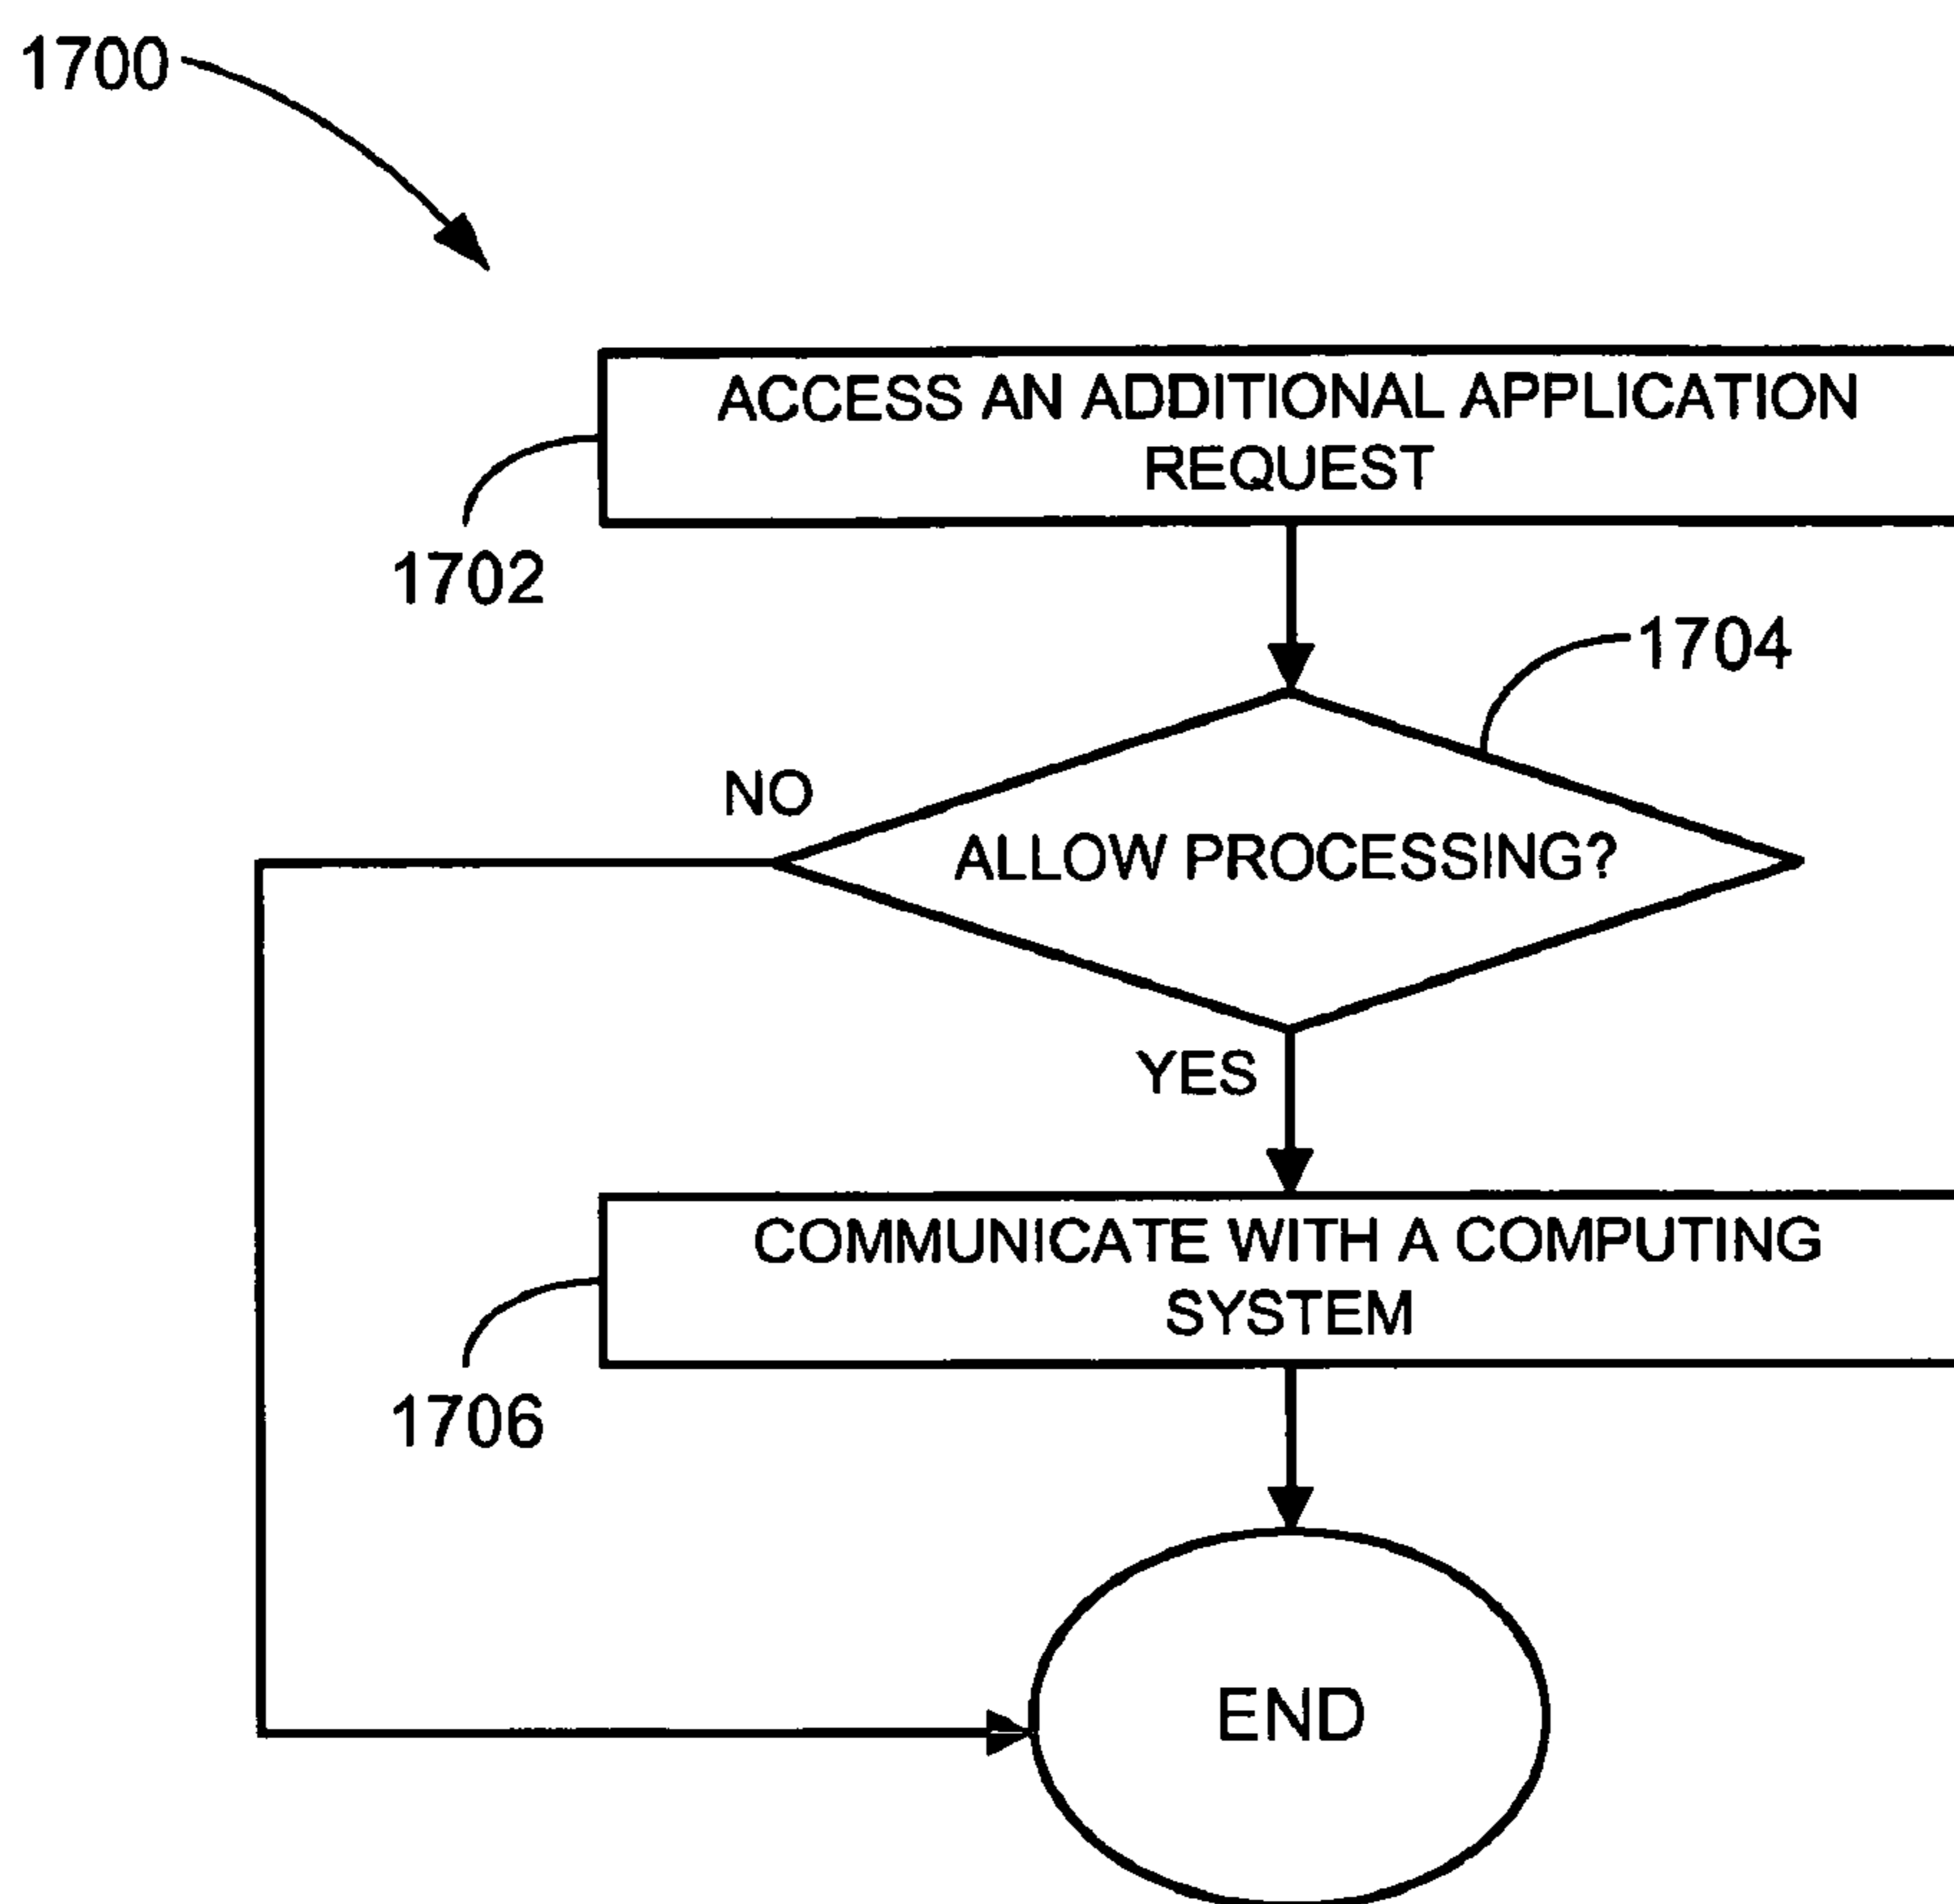 1700
ACCESS AN ADDITIONAL APPLICATION
REQUEST
1702
1704
NO
ALLOW PROCESSING?
YES
COMMUNICATE WITH A COMPUTING
SYSTEM
1706
END